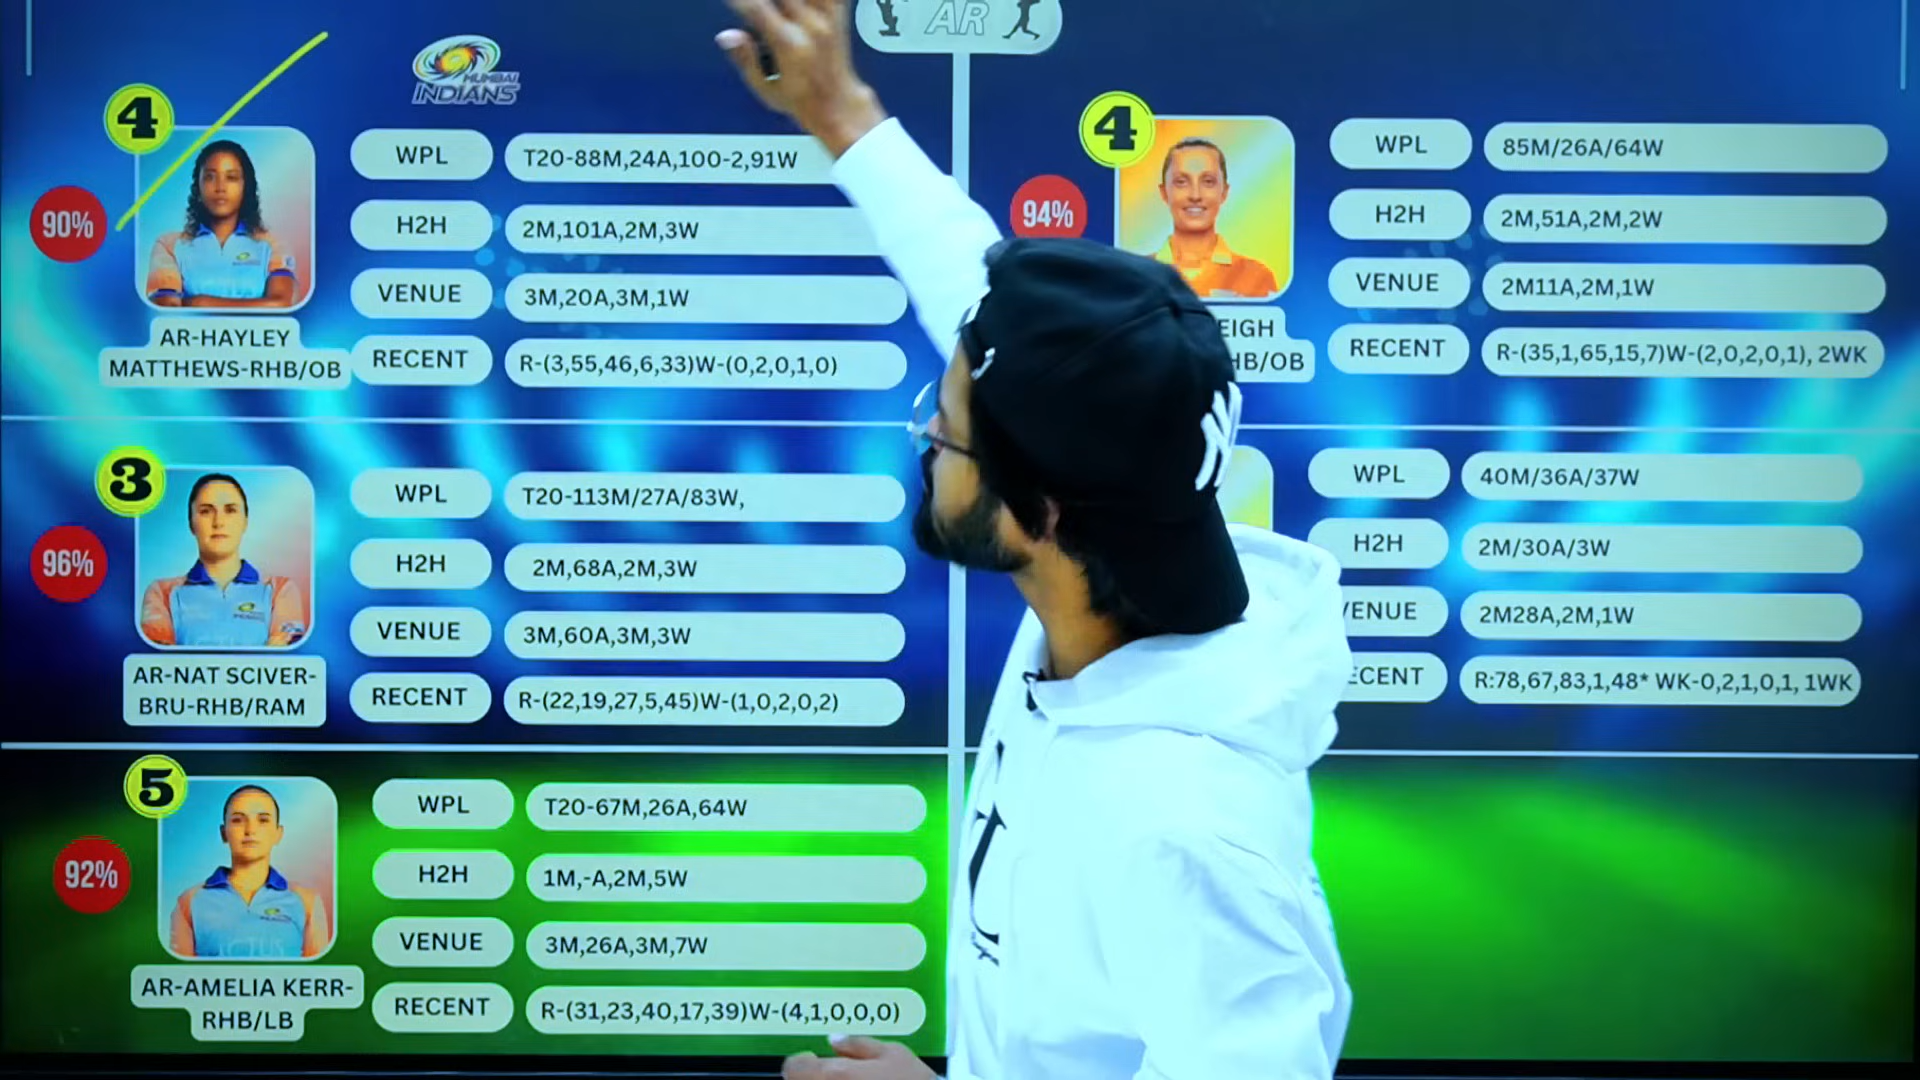 AR
MUMBAI
INDIANS
4
90%
WPL
T20-88M,24A,100-2,91W
H2H
2M,101A,2M,3W
VENUE
3M,20A,3M,1W
RECENT
R-(3,55,46,6,33)W-(0,2,0,1,0)
AR-HAYLEY
MATTHEWS-RHB/OB
3
96%
WPL
T20-113M/27A/83W,
H2H
2M,68A,2M,3W
VENUE
3M,60A,3M,3W
RECENT
R-(22,19,27,5,45)W-(1,0,2,0,2)
AR-NAT SCIVER-
BRU-RHB/RAM
5
92%
WPL
T20-67M,26A,64W
H2H
1M,-A,2M,5W
VENUE
3M,26A,3M,7W
RECENT
R-(31,23,40,17,39)W-(4,1,0,0,0)
AR-AMELIA KERR-
RHB/LB
4
94%
WPL
85M/26A/64W
H2H
2M,51A,2M,2W
VENUE
2M11A,2M,1W
RECENT
R-(35,1,65,15,7)W-(2,0,2,0,1), 2WK
EIGH
HB/OB
WPL
40M/36A/37W
H2H
2M/30A/3W
VENUE
2M28A,2M,1W
ECENT
R:78,67,83,1,48* WK-0,2,1,0,1, 1WK